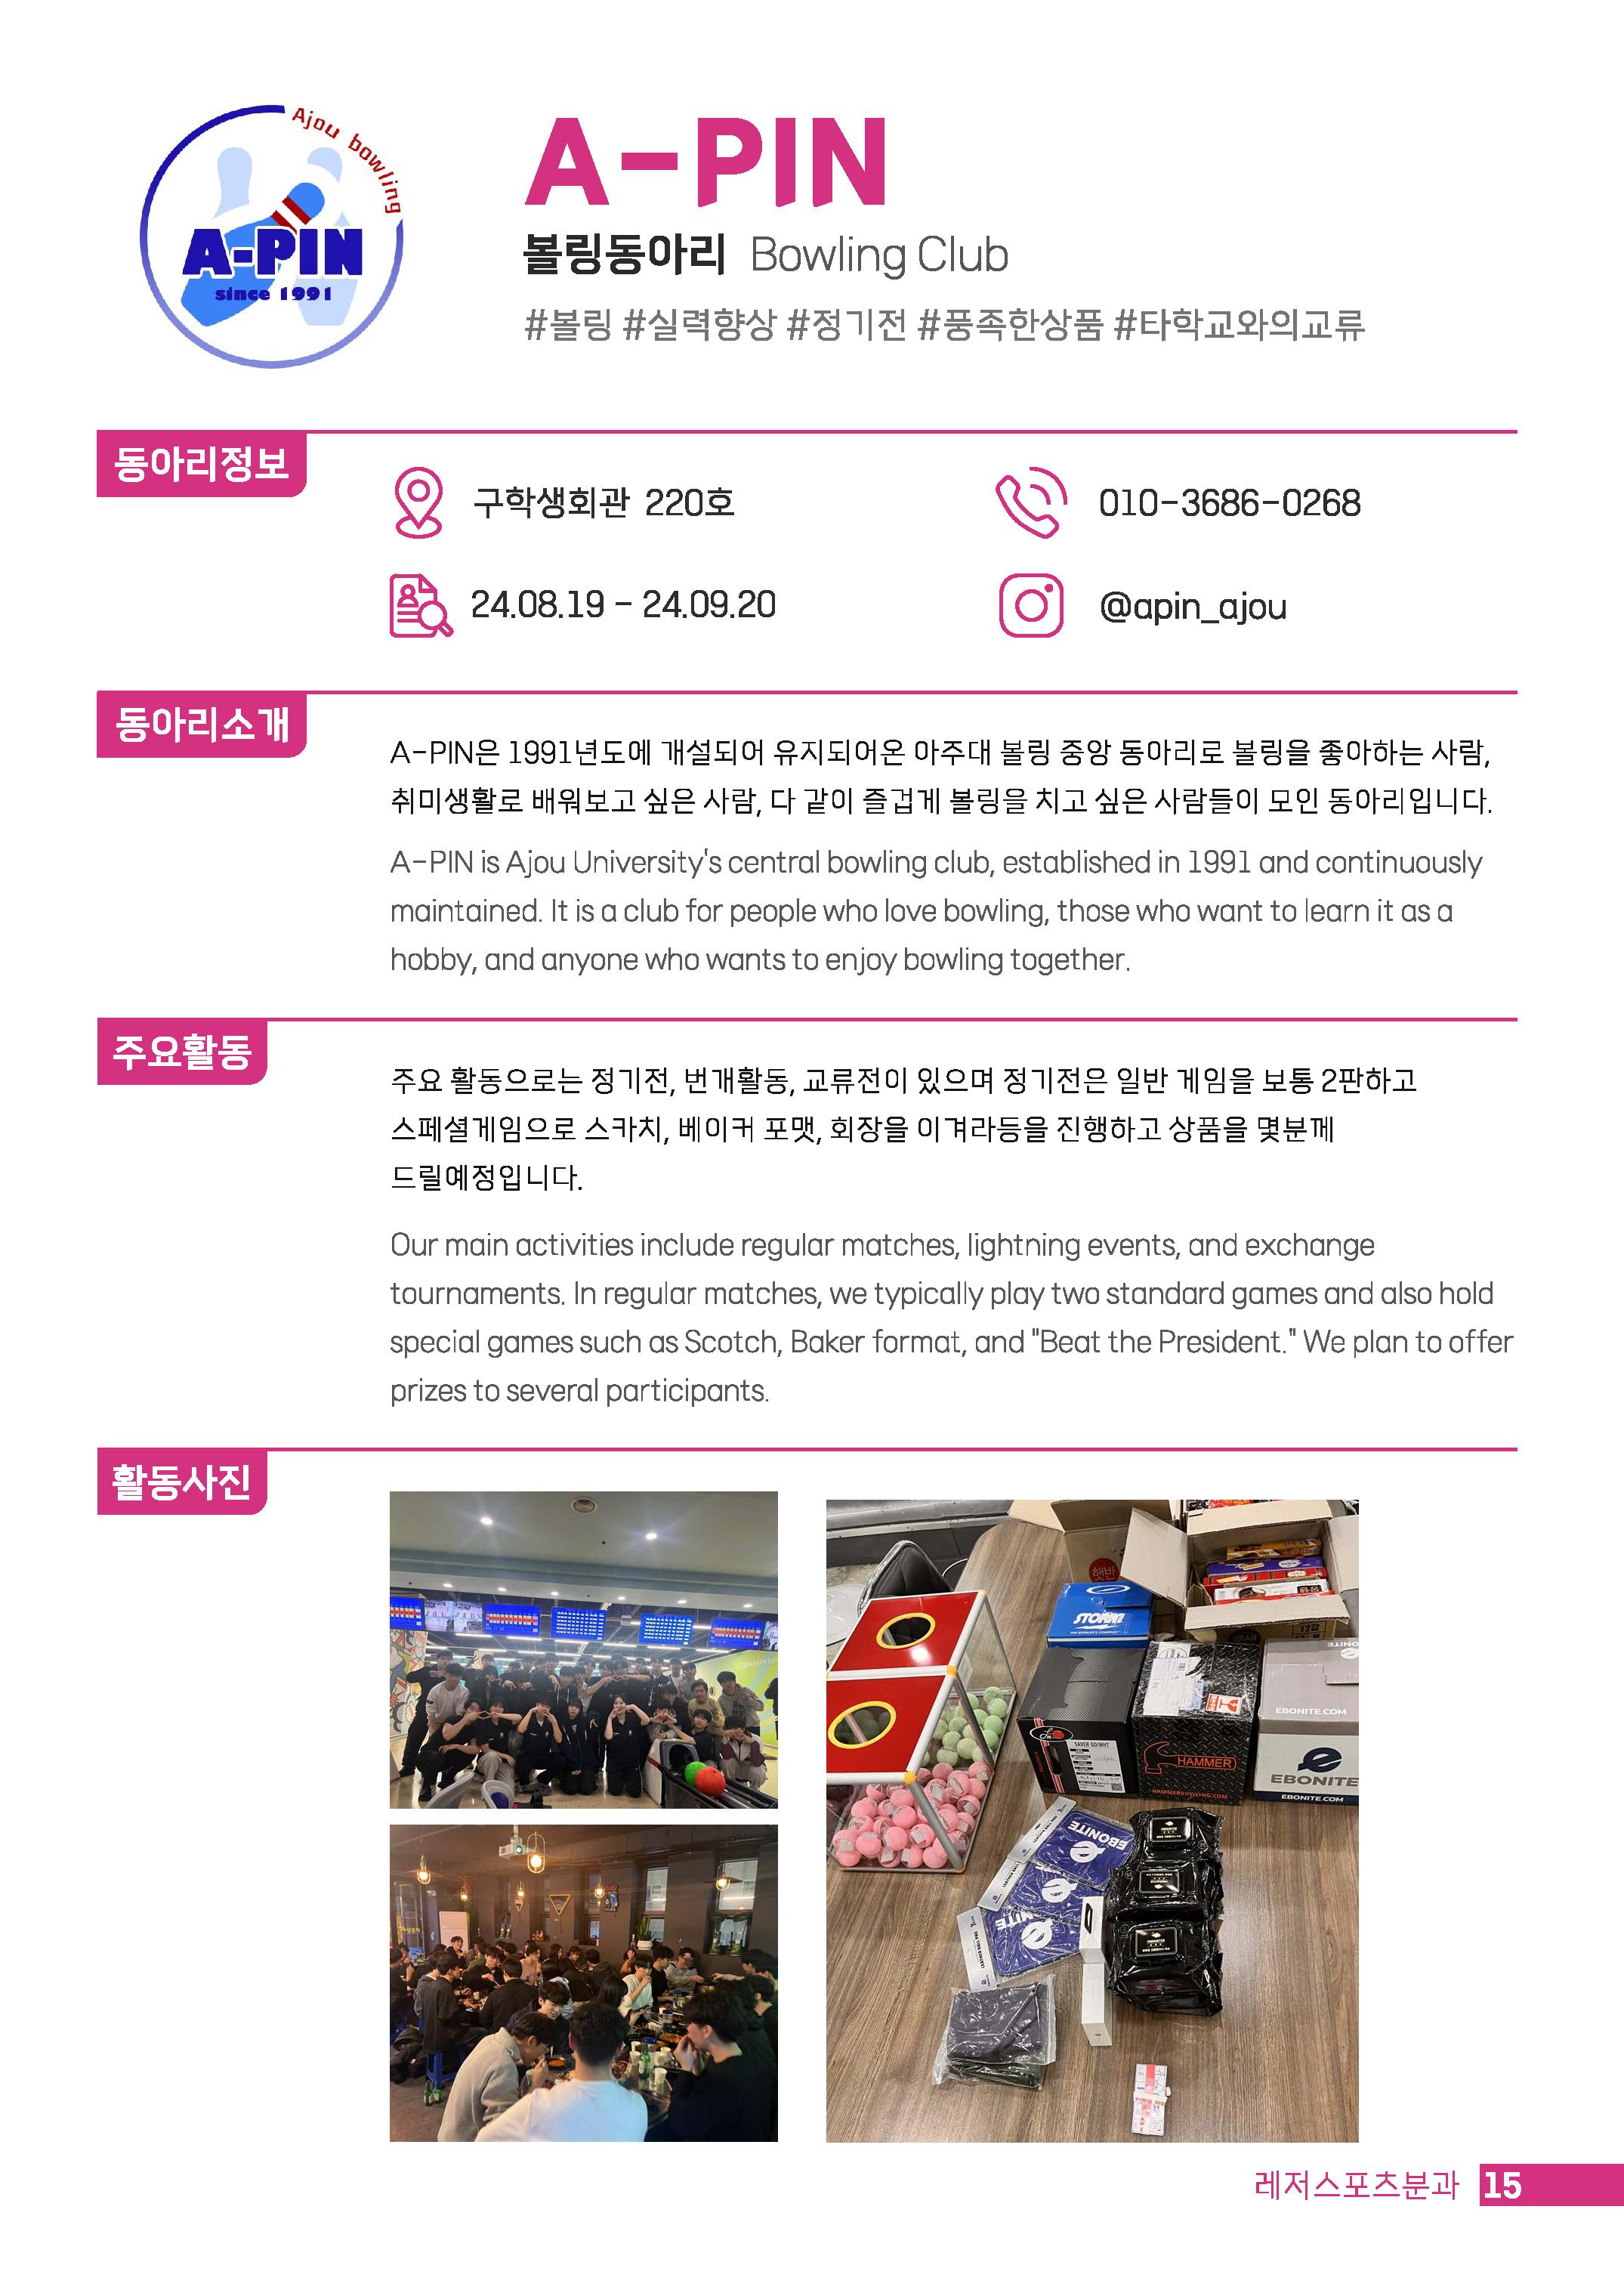 Ajou bowling
A-PIN
since 1991
A-PIN
볼링동아리 Bowling Club
#볼링 #실력향상 #정기전 #풍족한상품 #타학교와의교류
동아리정보
구학생회관 220호
010-3686-0268
24.08.19 - 24.09.20
@apin_ajou
동아리소개
A-PIN은 1991년도에 개설되어 유지되어온 아주대 볼링 중앙 동아리로 볼링을 좋아하는 사람,
취미생활로 배워보고 싶은 사람, 다 같이 즐겁게 볼링을 치고 싶은 사람들이 모인 동아리입니다.
A-PIN is Ajou University's central bowling club, established in 1991 and continuously
maintained. It is a club for people who love bowling, those who want to learn it as a
hobby, and anyone who wants to enjoy bowling together.
주요활동
주요 활동으로는 정기전, 번개활동, 교류전이 있으며 정기전은 일반 게임을 보통 2판하고
스페셜게임으로 스카치, 베이커 포맷, 회장을 이겨라등을 진행하고 상품을 몇분께
드릴예정입니다.
Our main activities include regular matches, lightning events, and exchange
tournaments. In regular matches, we typically play two standard games and also hold
special games such as Scotch, Baker format, and "Beat the President." We plan to offer
prizes to several participants.
활동사진
햇반
STORM
EBONITE
EBONITE.COM
HAMMER
HAMMERBOWLING.COM
EBONITE
EBONITE.COM
EBONITE
레저스포츠분과 15